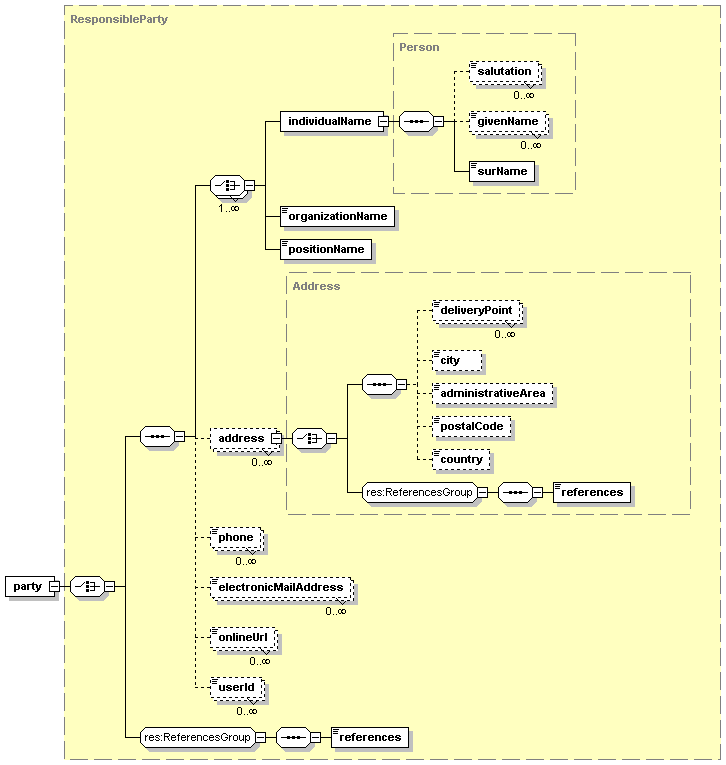 ResponsibleParty
Person
salutation
0..∞
individualName
givenName
0..∞
surName
1..∞
organizationName
positionName
Address
deliveryPoint
0..∞
city
administrativeArea
postalCode
address
0..∞
country
res:ReferencesGroup
references
phone
0..∞
party
electronicMailAddress
0..∞
onlineUrl
0..∞
userId
0..∞
res:ReferencesGroup
references